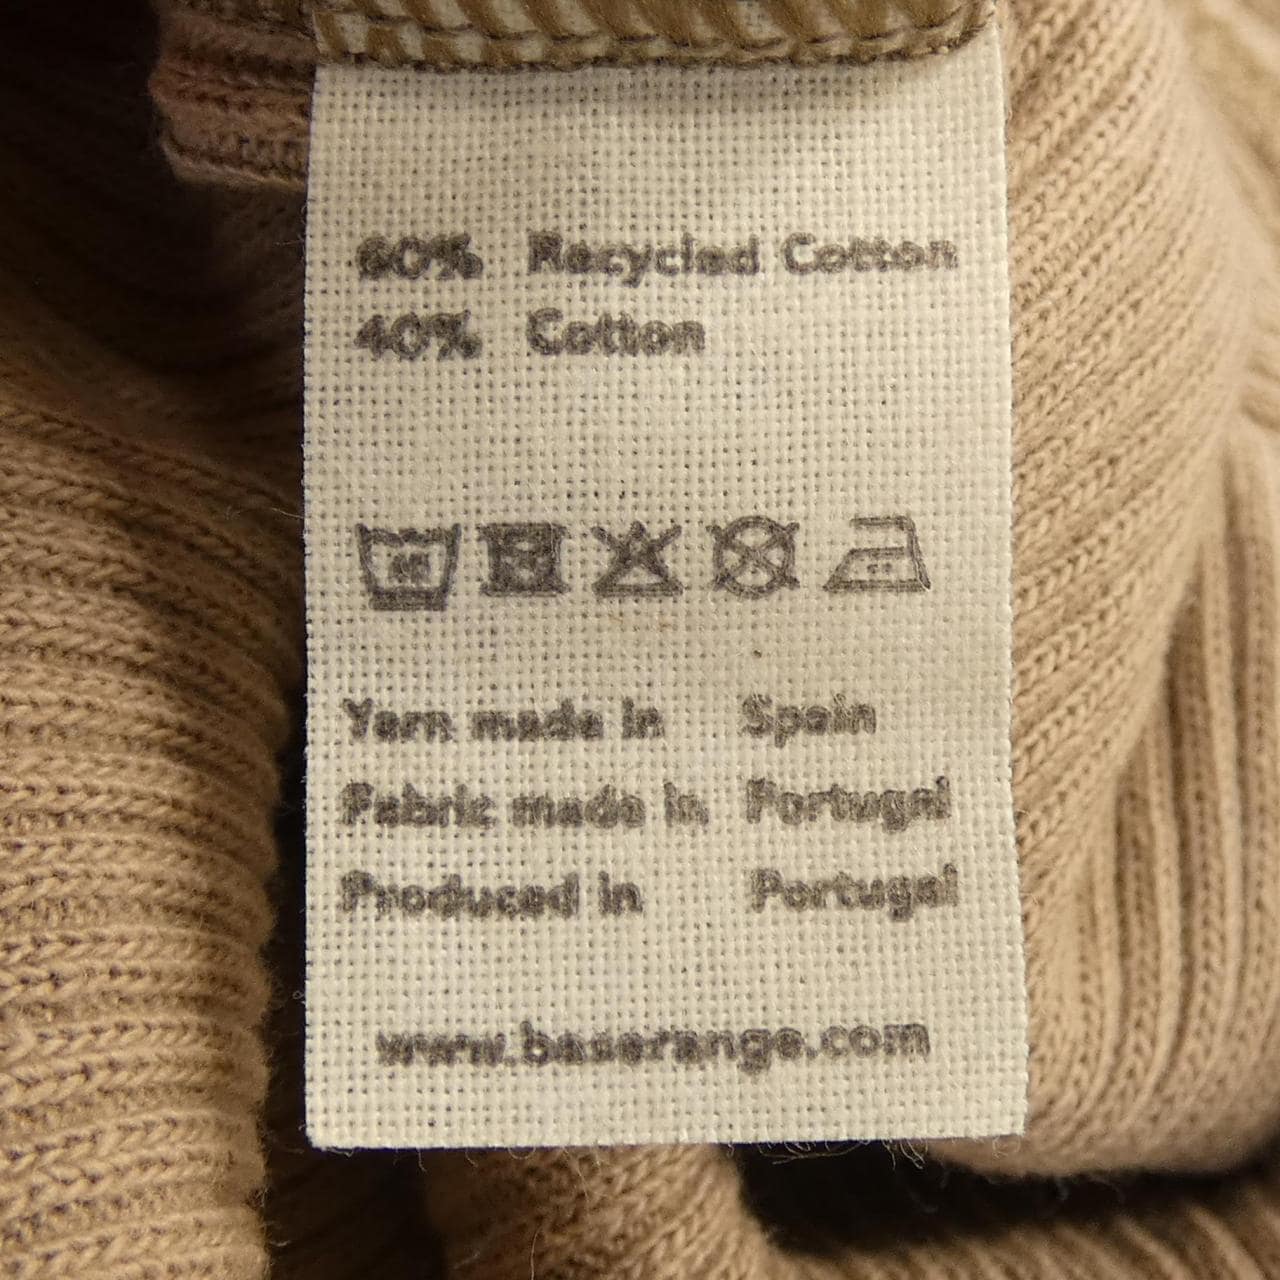 60% Recycled Cotton
40% Cotton
Yarn made in Spain
Fabric made in Portugal
Produced in Portugal
www.baserange.com